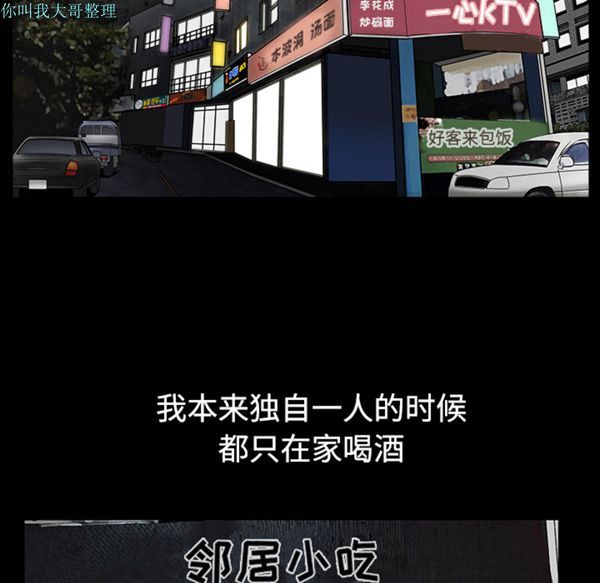 你叫我大哥整理
李花成
炒码面
一心KTV
本波洞 汤面
好客来包饭
我本来独自一人的时候
都只在家喝酒
邻居小吃